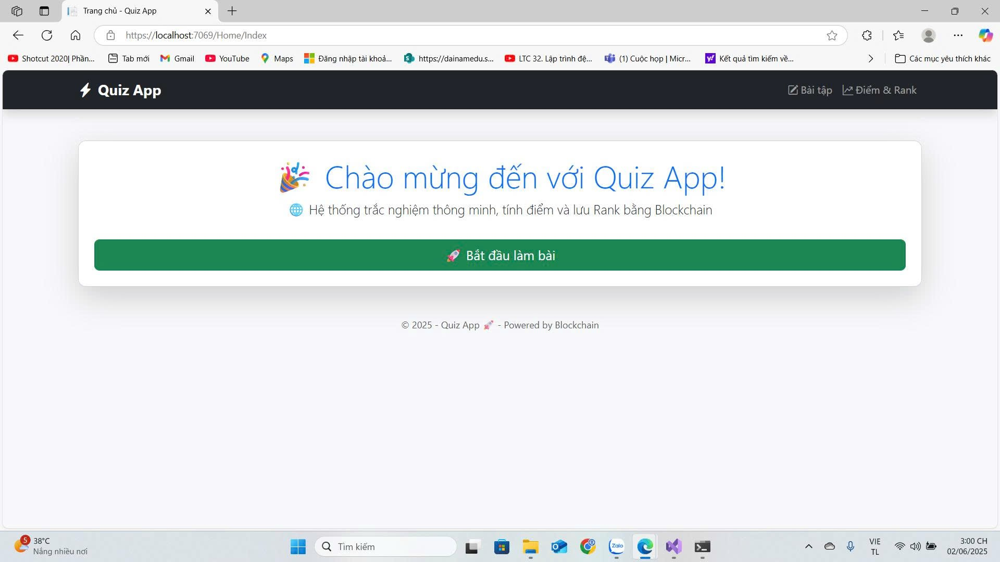 Trang chủ - Quiz App
https://localhost:7069/Home/Index
Shotcut 2020| Phần... Tab mới Gmail YouTube Maps Đăng nhập tài khoả... https://dainamedu.s... LTC 32. Lập trình đệ... (1) Cuộc họp | Micr... Kết quả tìm kiếm về... Các mục yêu thích khác
Quiz App Bài tập Điểm & Rank
Chào mừng đến với Quiz App!
Hệ thống trắc nghiệm thông minh, tính điểm và lưu Rank bằng Blockchain
Bắt đầu làm bài
© 2025 - Quiz App 🚀 - Powered by Blockchain
5 38°C
Nắng nhiều nơi
Tìm kiếm
Zalo
VIE
TL
3:00 CH
02/06/2025